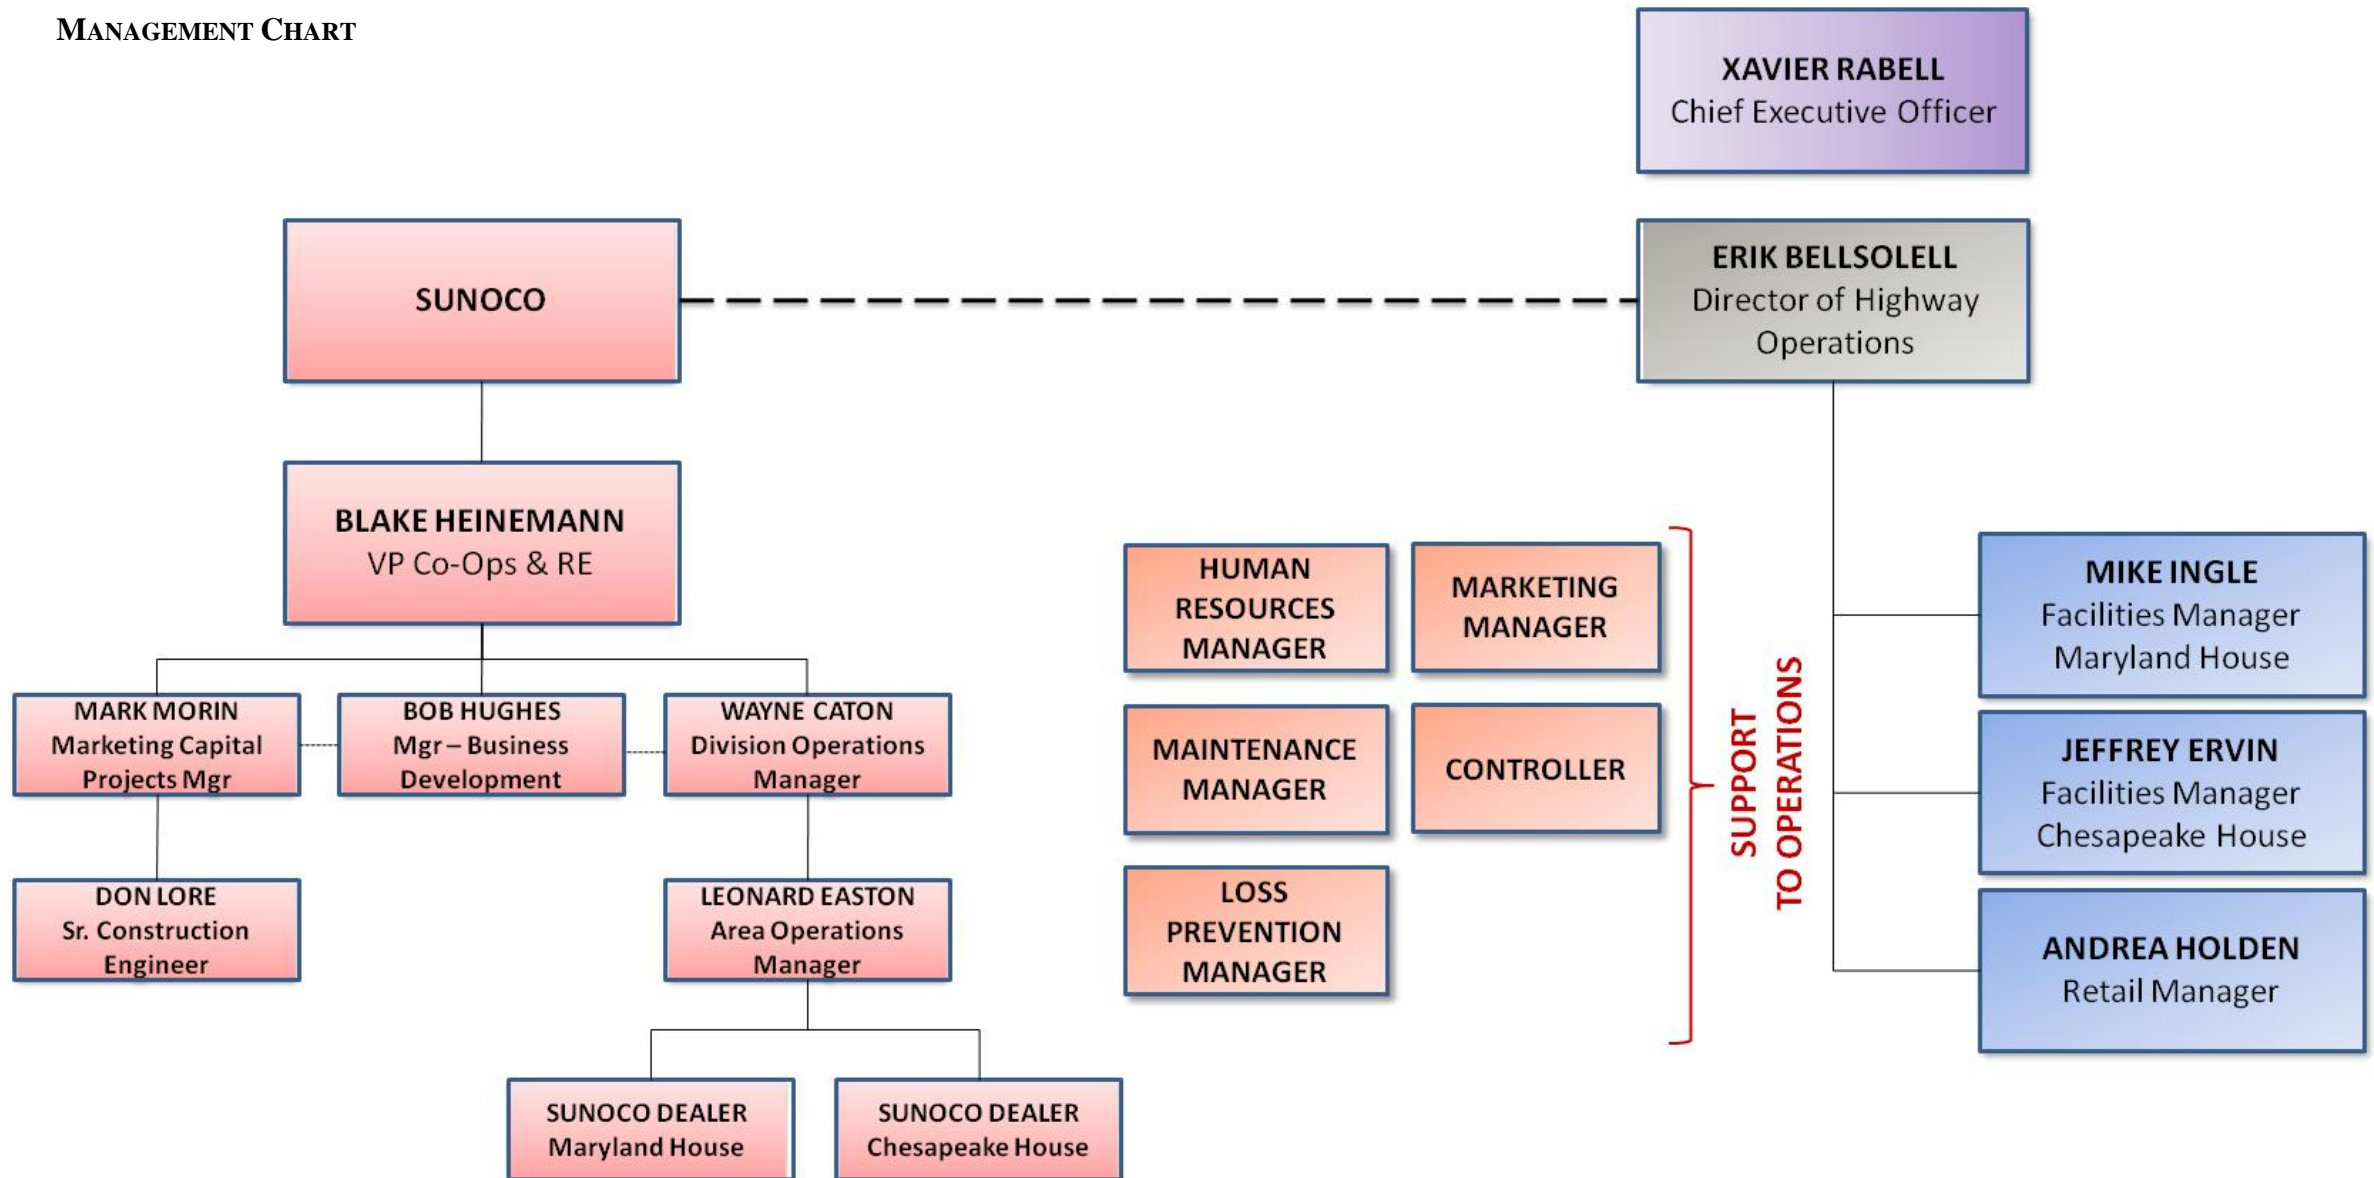 MANAGEMENT CHART
XAVIER RABELL
Chief Executive Officer
SUNOCO
ERIK BELLSOLELL
Director of Highway
Operations
BLAKE HEINEMANN
VP Co-Ops & RE
MARK MORIN
Marketing Capital
Projects Mgr
BOB HUGHES
Mgr – Business
Development
WAYNE CATON
Division Operations
Manager
DON LORE
Sr. Construction
Engineer
LEONARD EASTON
Area Operations
Manager
SUNOCO DEALER
Maryland House
SUNOCO DEALER
Chesapeake House
HUMAN
RESOURCES
MANAGER
MARKETING
MANAGER
MAINTENANCE
MANAGER
CONTROLLER
LOSS
PREVENTION
MANAGER
SUPPORT
TO OPERATIONS
MIKE INGLE
Facilities Manager
Maryland House
JEFFREY ERVIN
Facilities Manager
Chesapeake House
ANDREA HOLDEN
Retail Manager